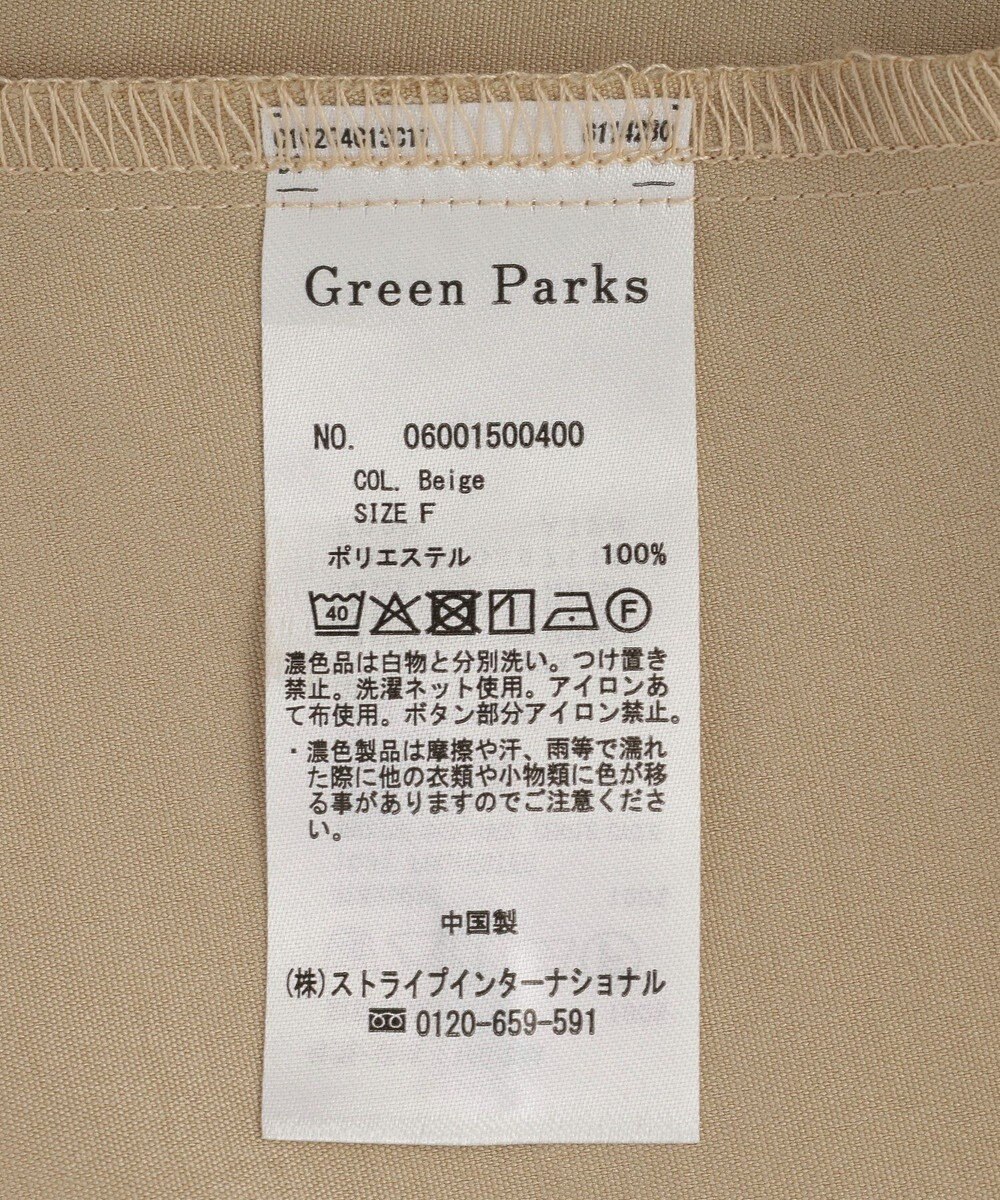 Green Parks
NO. 06001500400
COL. Beige
SIZE F
ポリエステル 100%
40 F
濃色品は白物と分別洗い。つけ置き
禁止。洗濯ネット使用。アイロンあ
て布使用。ボタン部分アイロン禁止。
・濃色製品は摩擦や汗、雨等で濡れ
た際に他の衣類や小物類に色が移
る事がありますのでご注意くださ
い。
中国製
(株)ストライプインターナショナル
0120-659-591